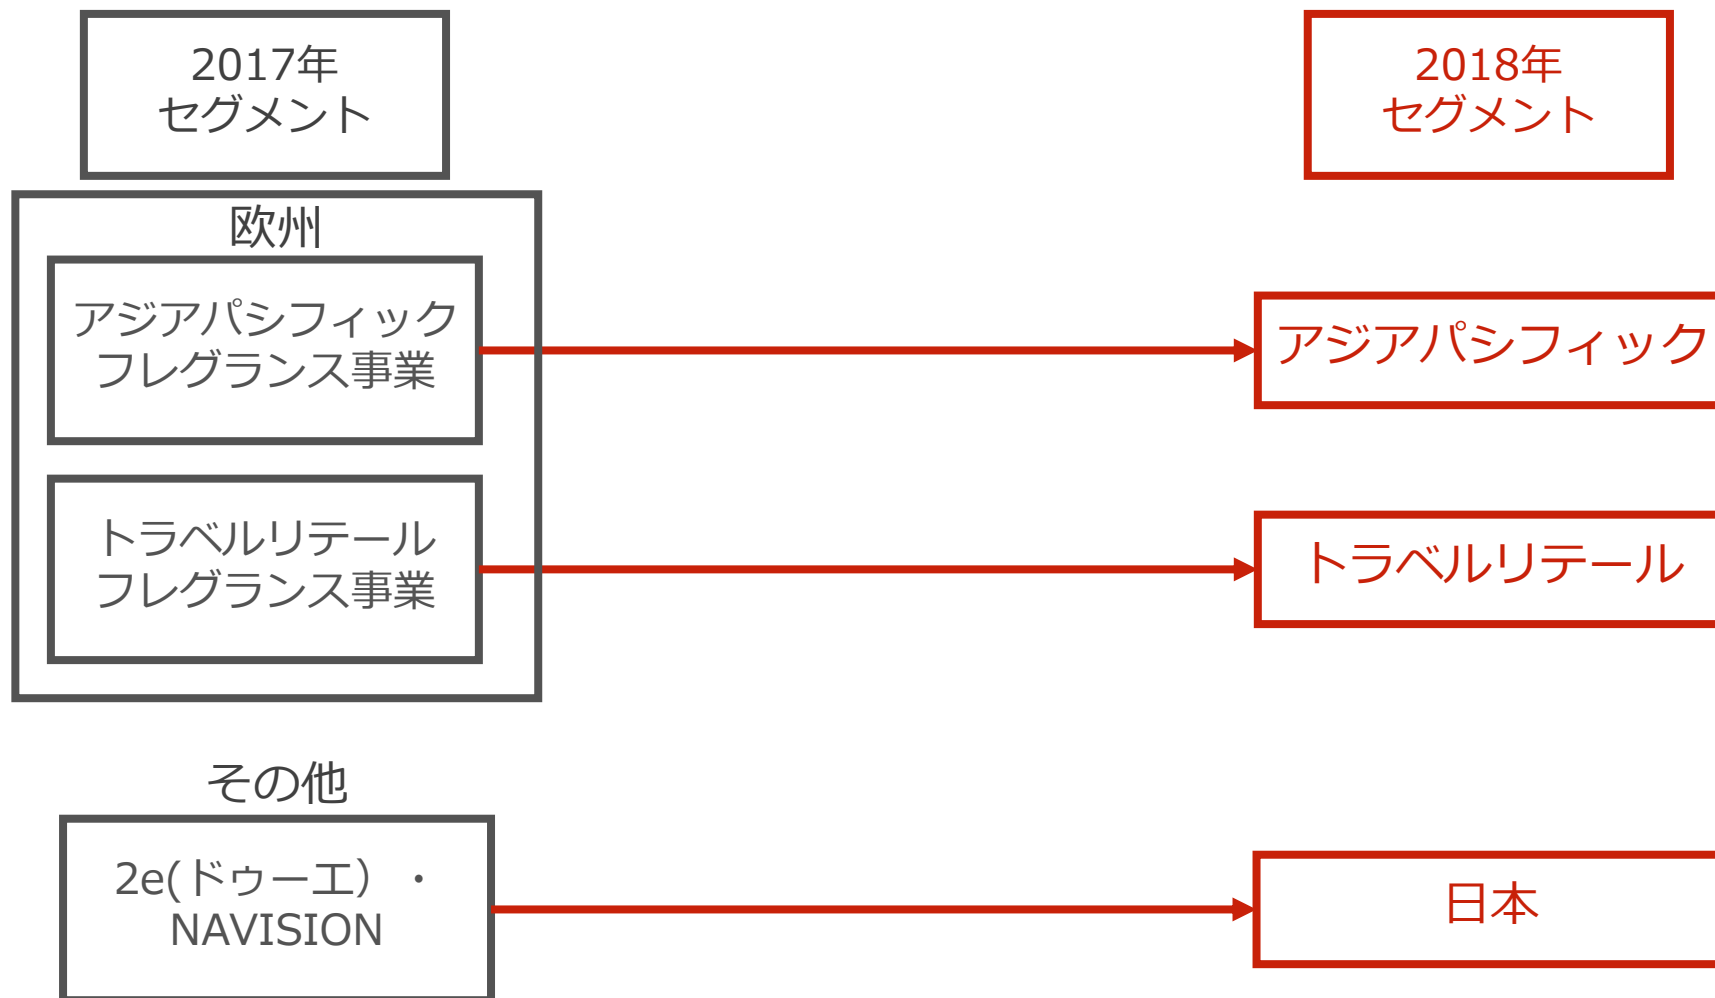 2017年
セグメント
2018年
セグメント
欧州
アジアパシフィック
フレグランス事業
アジアパシフィック
トラベルリテール
フレグランス事業
トラベルリテール
その他
2e(ドゥーエ）・
NAVISION
日本